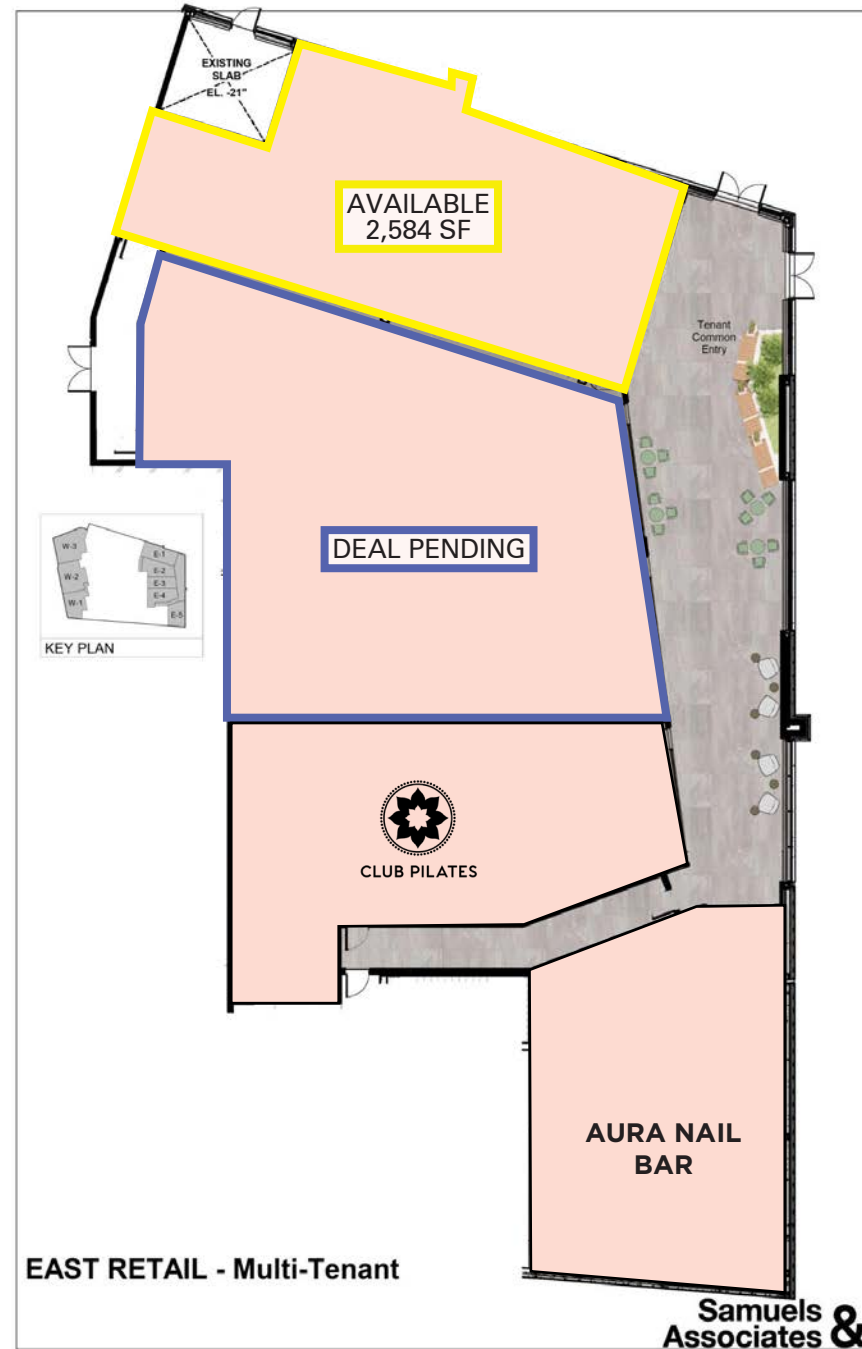 EXISTING
SLAB
EL. -21"
AVAILABLE
2,584 SF
Tenant
Common
Entry
DEAL PENDING
W-3
W-2
W-1
E-1
E-2
E-3
E-4
E-5
KEY PLAN
CLUB PILATES
AURA NAIL
BAR
EAST RETAIL - Multi-Tenant
Samuels &
Associates